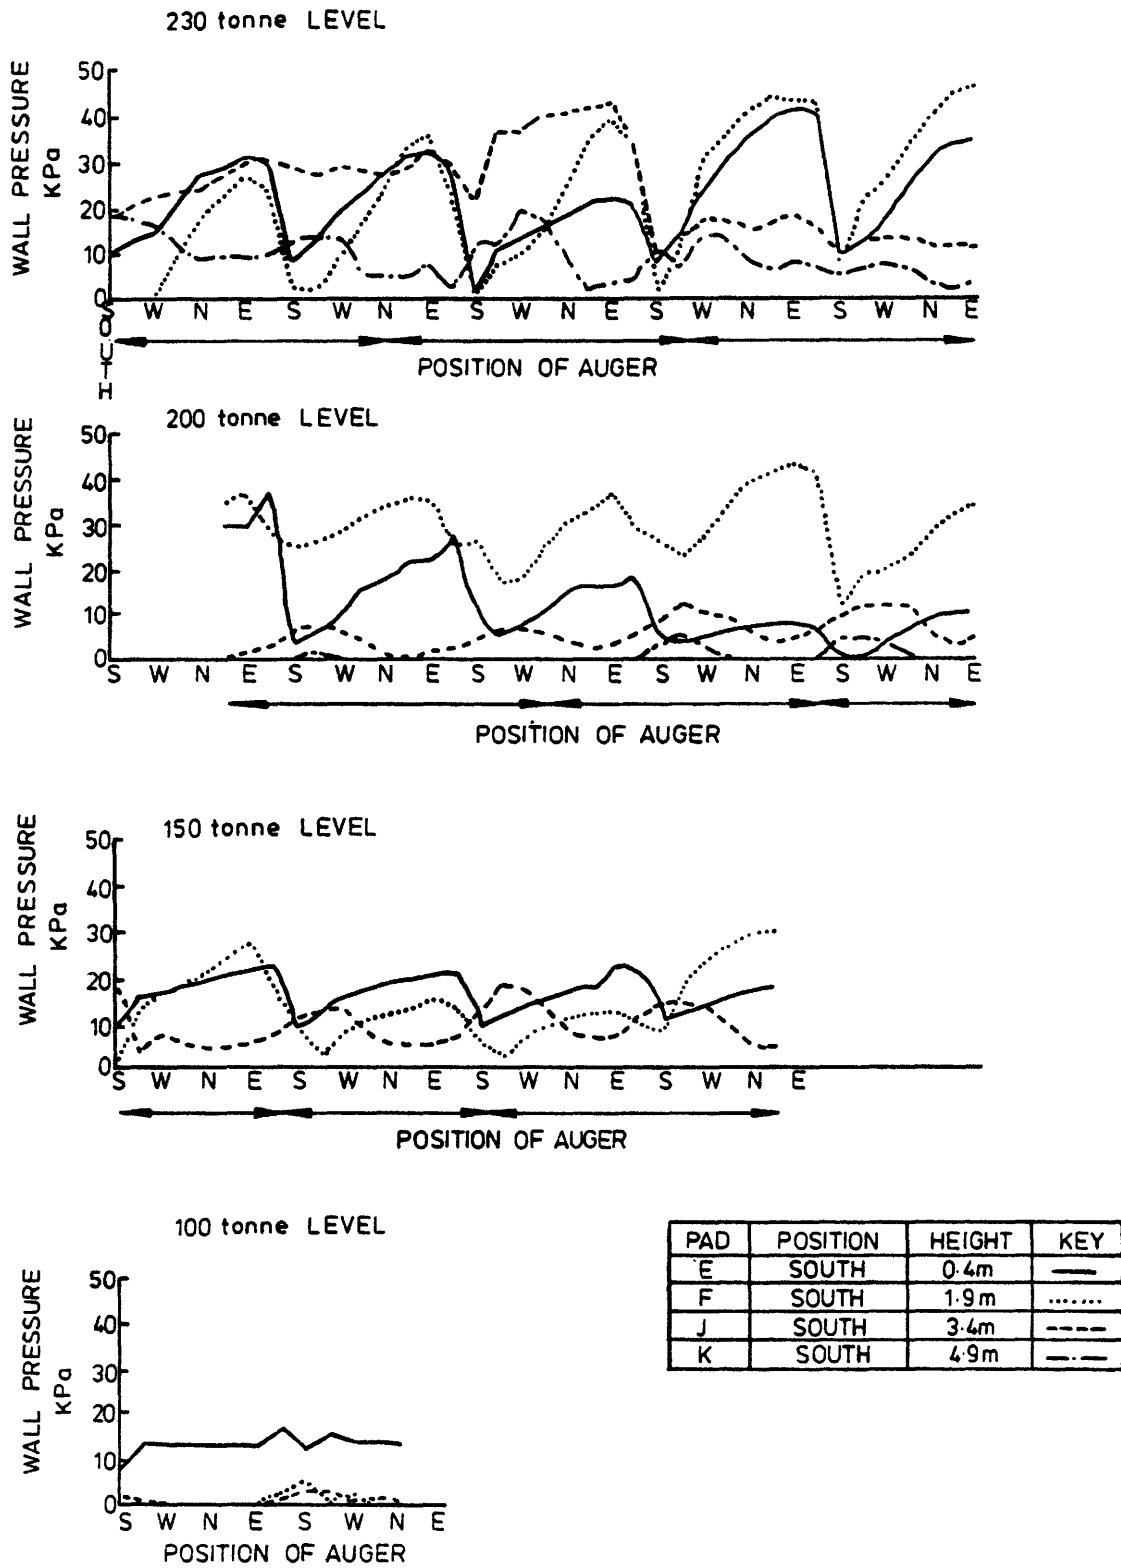 230 tonne LEVEL
WALL PRESSURE
KPa
50
40
30
20
10
0
S W N E S W N E S W N E S W N E S W N E
SOUTH
POSITION OF AUGER
200 tonne LEVEL
WALL PRESSURE
KPa
50
40
30
20
10
0
S W N E S W N E S W N E S W N E S W N E
POSITION OF AUGER
150 tonne LEVEL
WALL PRESSURE
KPa
50
40
30
20
10
0
S W N E S W N E S W N E S W N E
POSITION OF AUGER
100 tonne LEVEL
WALL PRESSURE
KPa
50
40
30
20
10
0
S W N E S W N E
POSITION OF AUGER
PAD POSITION HEIGHT KEY
E SOUTH 0.4m
F SOUTH 1.9m
J SOUTH 3.4m
K SOUTH 4.9m